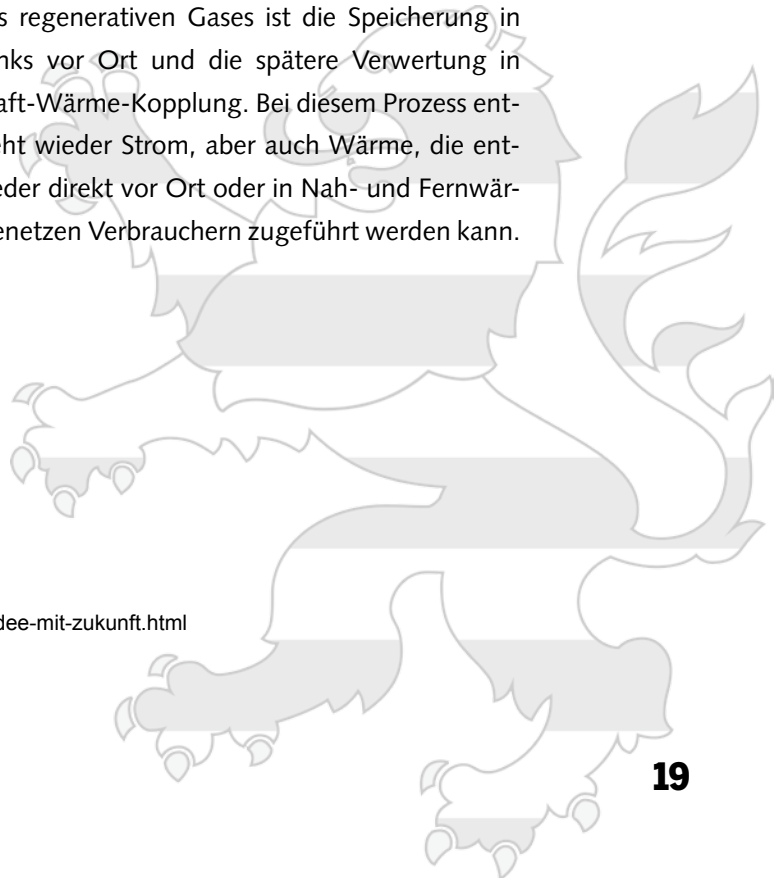 s regenerativen Gases ist die Speicherung in
nks vor Ort und die spätere Verwertung in
aft-Wärme-Kopplung. Bei diesem Prozess ent-
eht wieder Strom, aber auch Wärme, die ent-
eder direkt vor Ort oder in Nah- und Fernwär-
enetzen Verbrauchern zugeführt werden kann.
dee-mit-zukunft.html
19